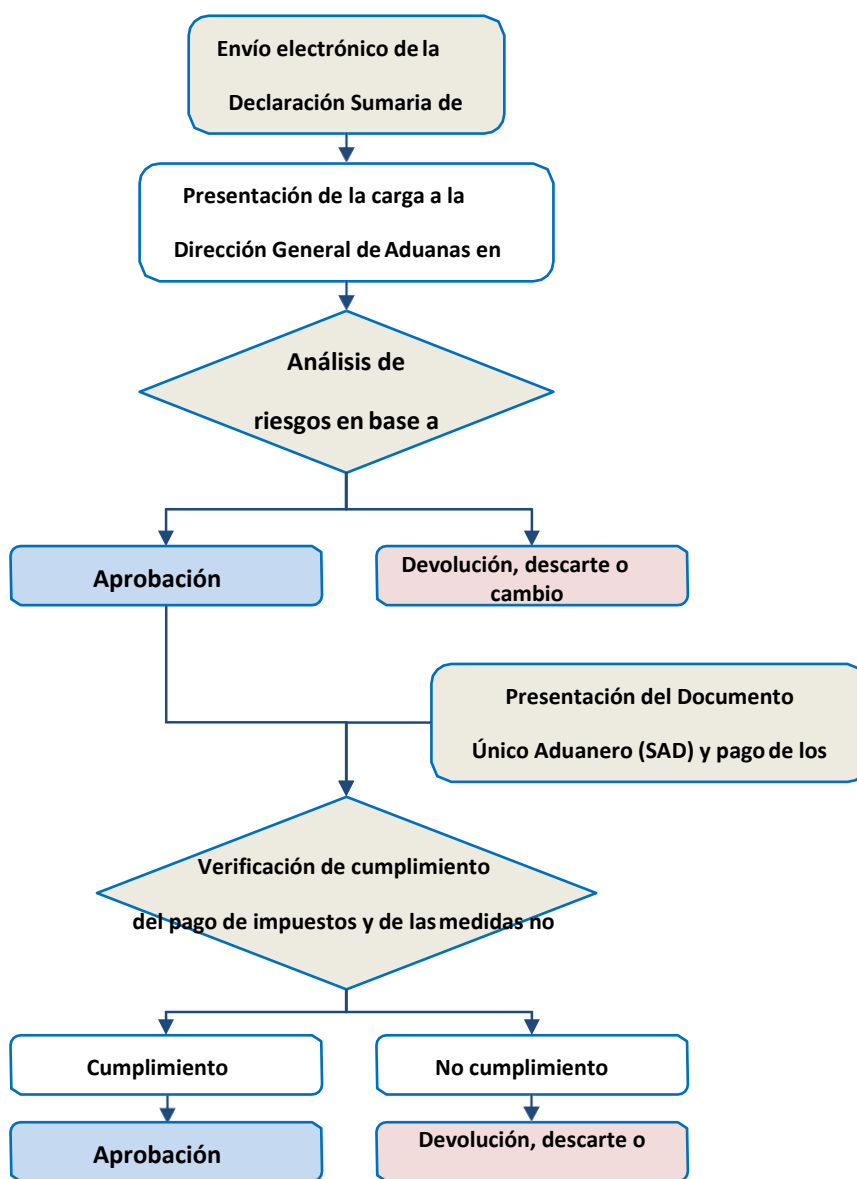 Envío electrónico de la
Declaración Sumaria de
Presentación de la carga a la
Dirección General de Aduanas en
Análisis de
riesgos en base a
Aprobación
Devolución, descarte o
cambio
Presentación del Documento
Único Aduanero (SAD) y pago de los
Verificación de cumplimiento
del pago de impuestos y de las medidas no
Cumplimiento
No cumplimiento
Aprobación
Devolución, descarte o